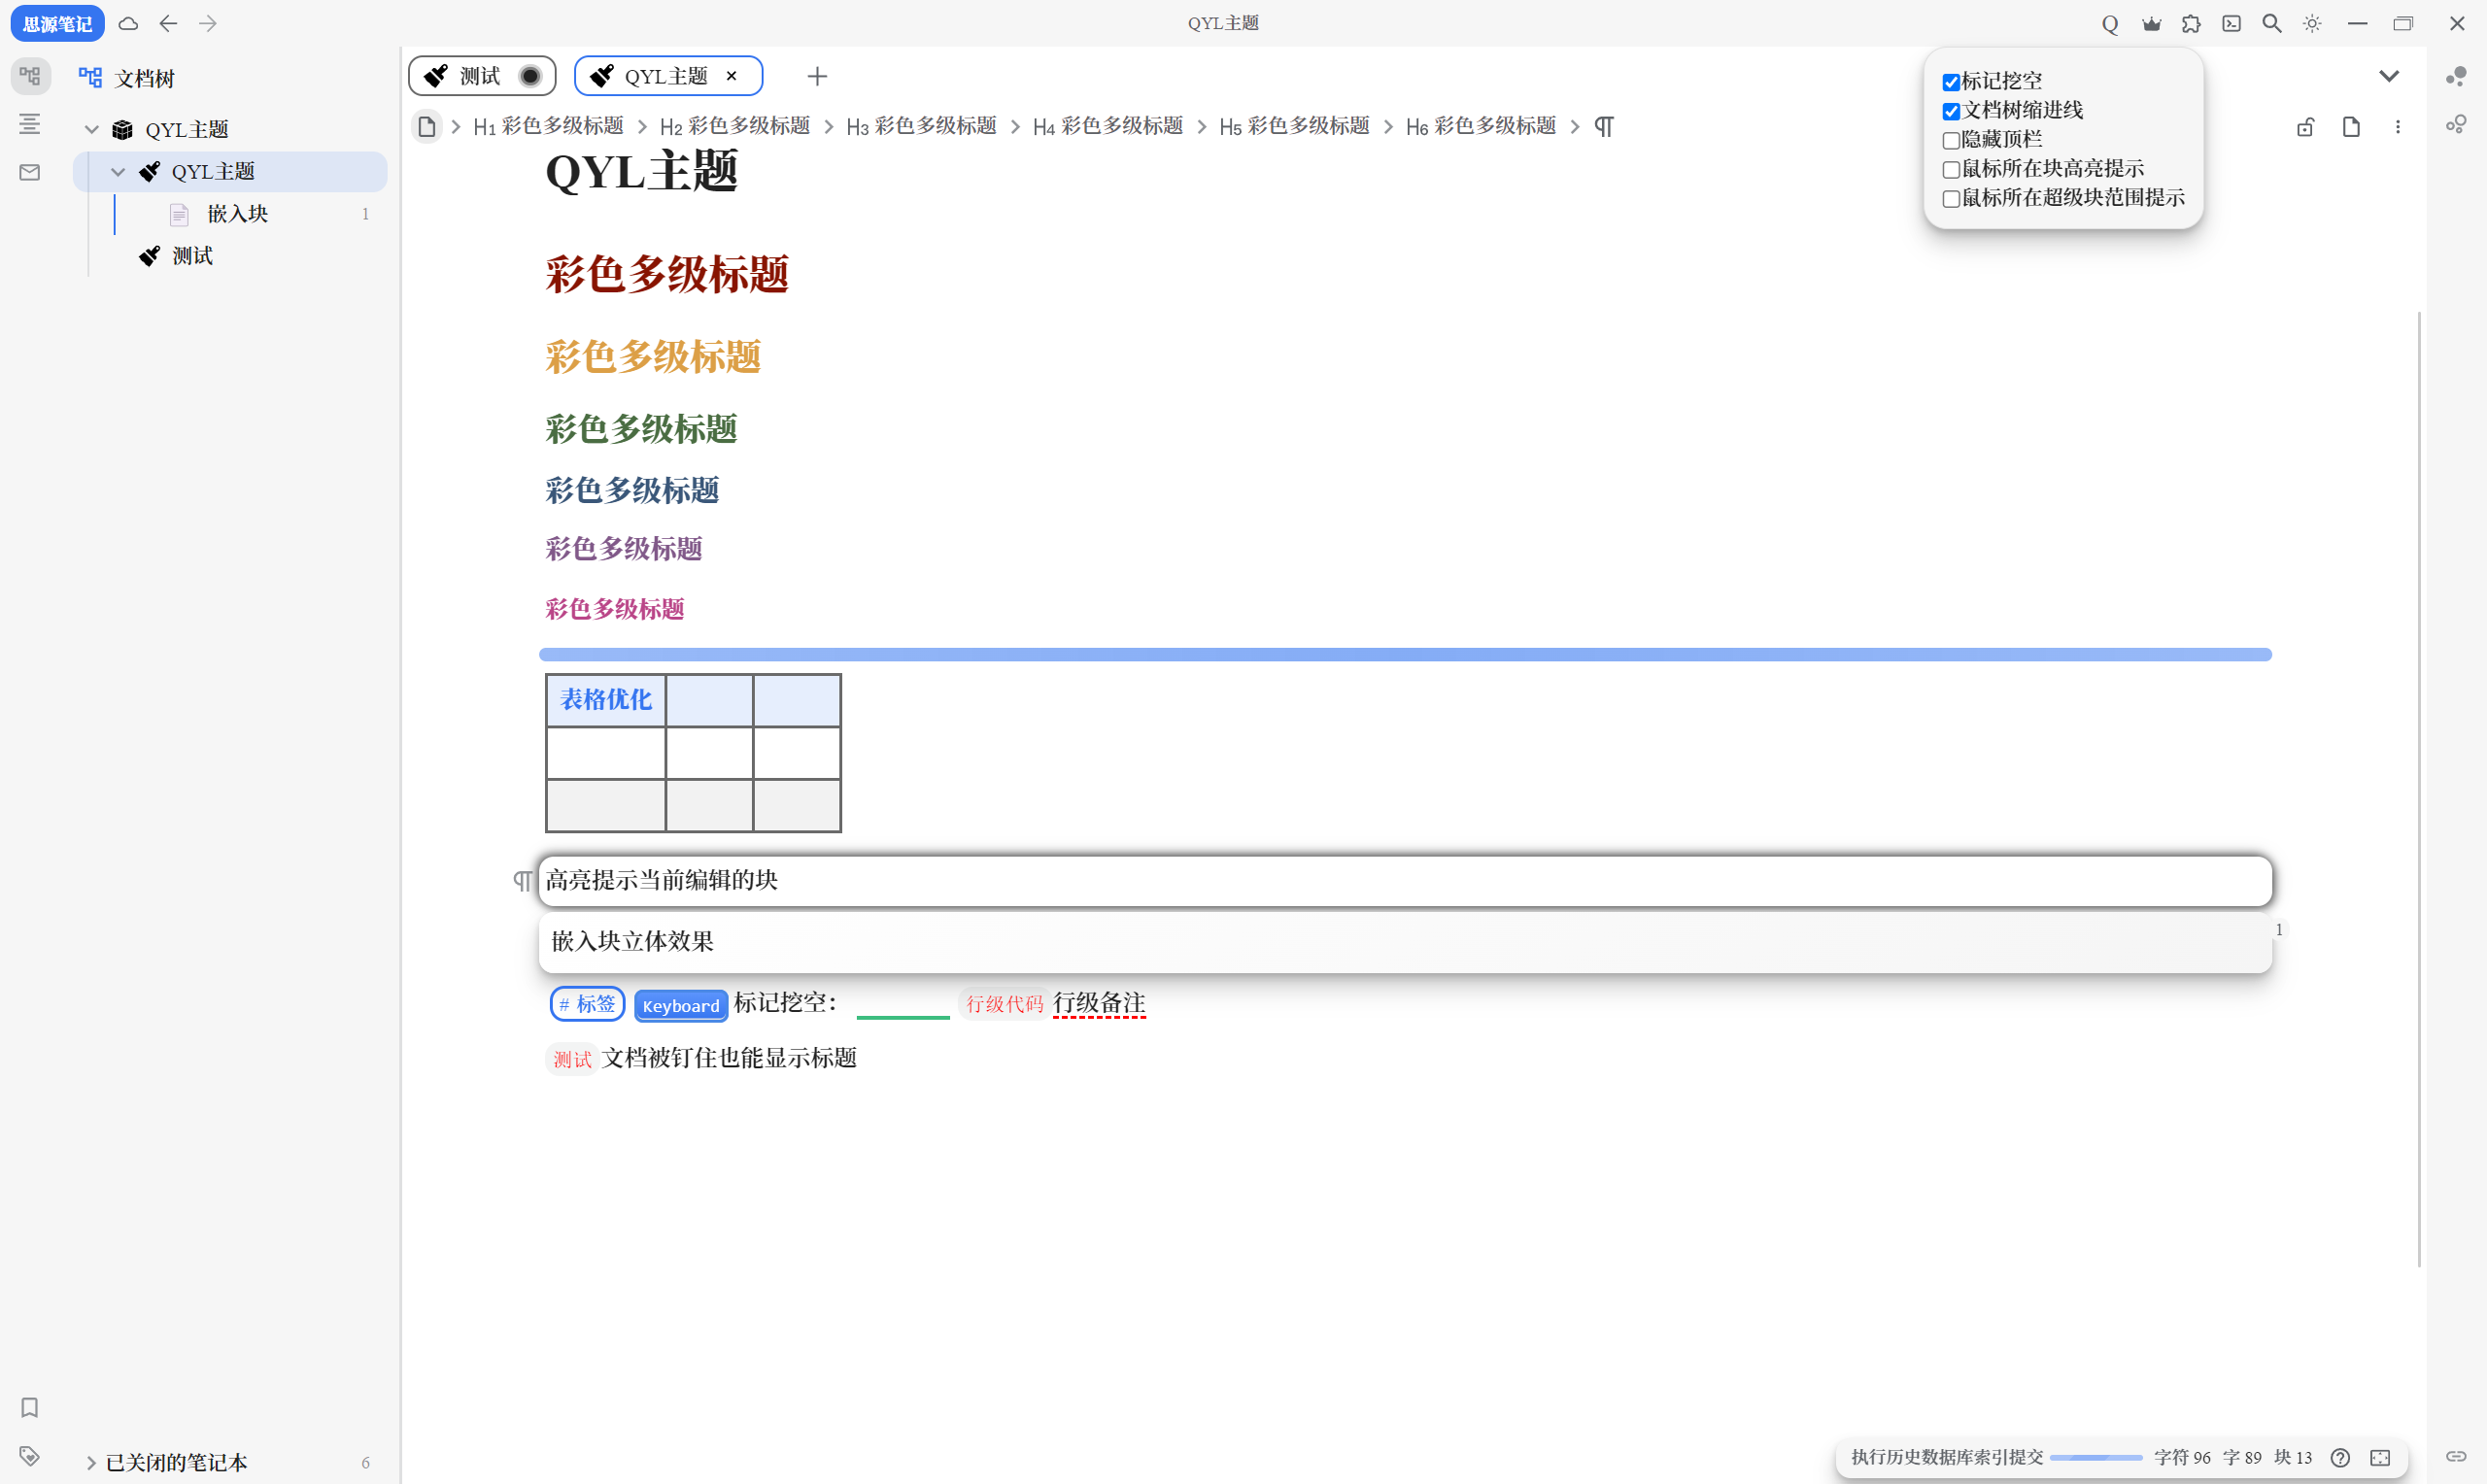 思源笔记
QYL主题
Q
文档树
QYL主题
QYL主题
嵌入块 1
测试
已关闭的笔记本 6
测试
QYL主题
H1 彩色多级标题 H2 彩色多级标题 H3 彩色多级标题 H4 彩色多级标题 H5 彩色多级标题 H6 彩色多级标题
标记挖空
文档树缩进线
隐藏顶栏
鼠标所在块高亮提示
鼠标所在超级块范围提示
QYL主题
彩色多级标题
彩色多级标题
彩色多级标题
彩色多级标题
彩色多级标题
彩色多级标题
表格优化
高亮提示当前编辑的块
嵌入块立体效果 1
# 标签 Keyboard 标记挖空: 行级代码 行级备注
测试 文档被钉住也能显示标题
执行历史数据库索引提交 字符 96 字 89 块 13